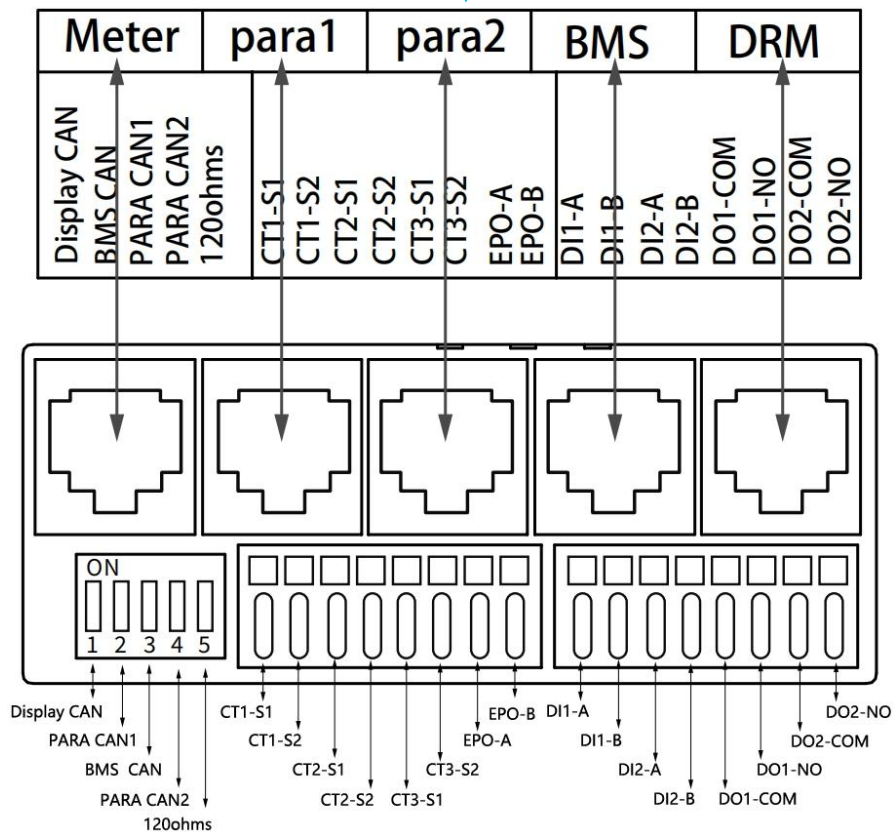 Meter para1 para2 BMS DRM
Display CAN
BMS CAN
PARA CAN1
PARA CAN2
120ohms
CT1-S1
CT1-S2
CT2-S1
CT2-S2
CT3-S1
CT3-S2
EPO-A
EPO-B
DI1-A
DI1-B
DI2-A
DI2-B
DO1-COM
DO1-NO
DO2-COM
DO2-NO
ON
1 2 3 4 5
Display CAN CT1-S1 EPO-B DI1-A DO2-NO
PARA CAN1 CT1-S2 EPO-A DI1-B DO2-COM
BMS CAN CT2-S1 CT3-S2 DI2-A DO1-NO
PARA CAN2 CT2-S2 CT3-S1 DI2-B DO1-COM
120ohms